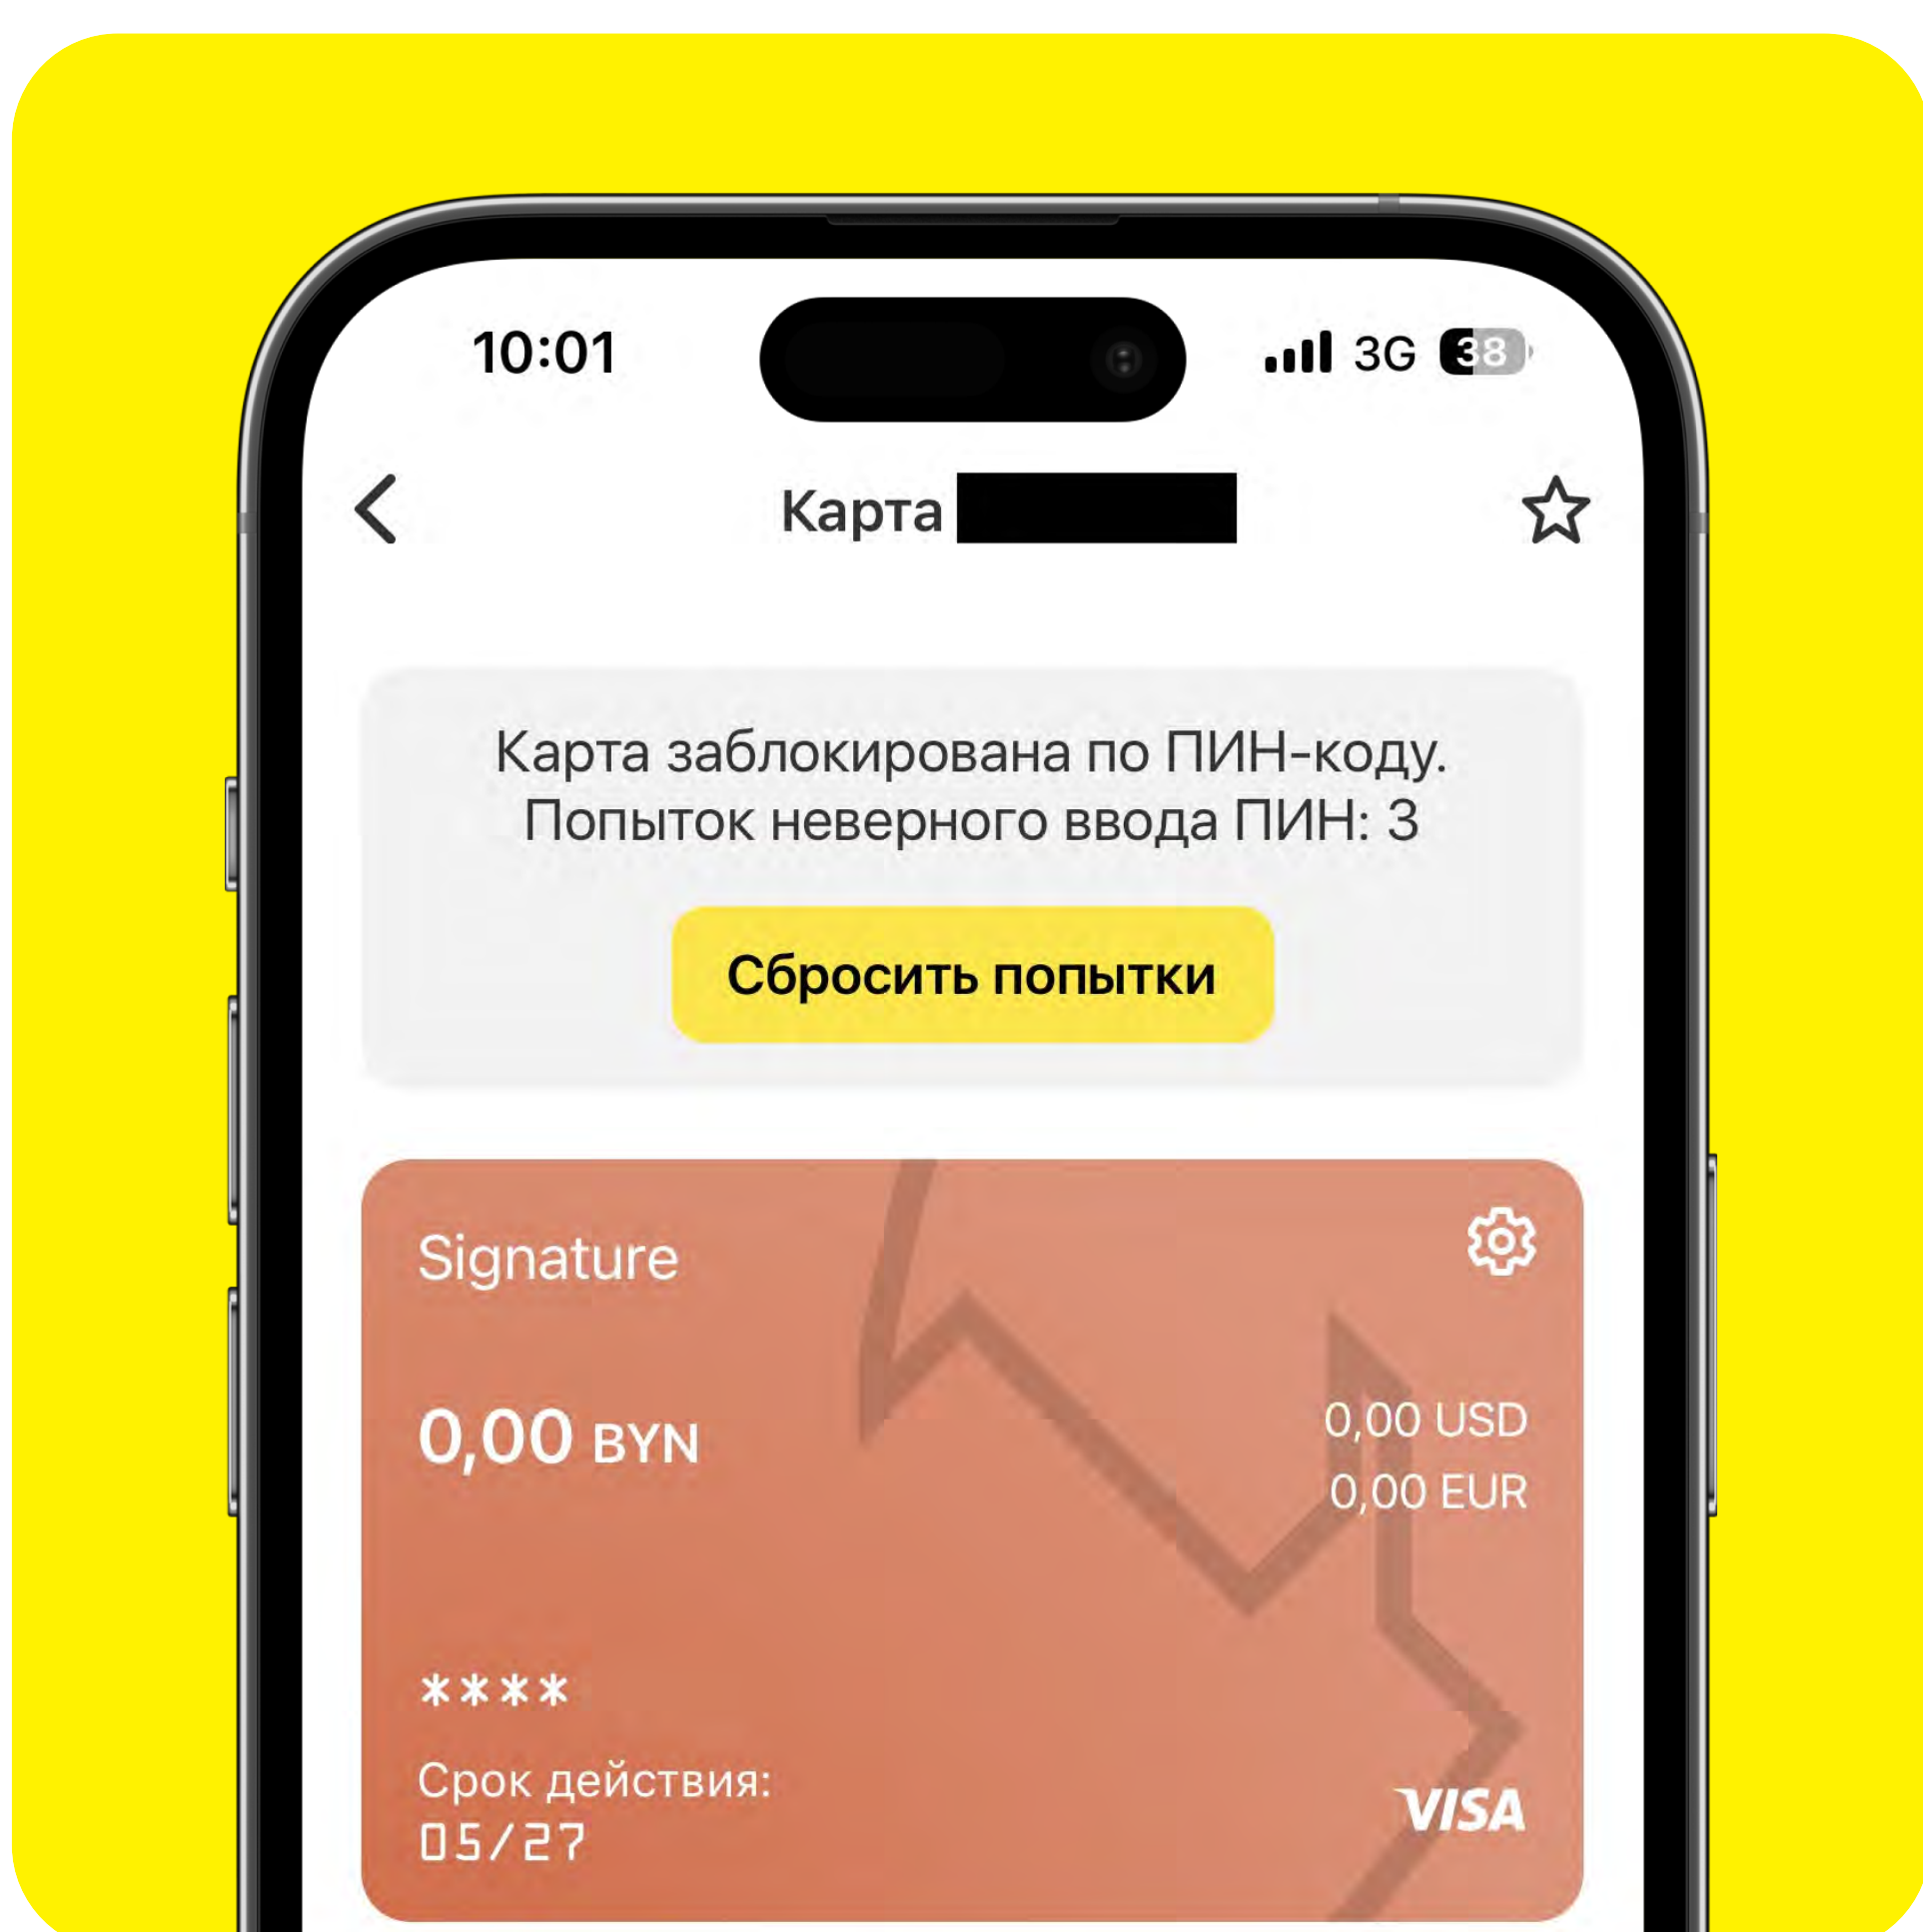 10:01 3G 38
Карта
Карта заблокирована по ПИН-коду.
Попыток неверного ввода ПИН: 3
Сбросить попытки
Signature
0,00 BYN
0,00 USD
0,00 EUR
****
Срок действия:
05/27
VISA